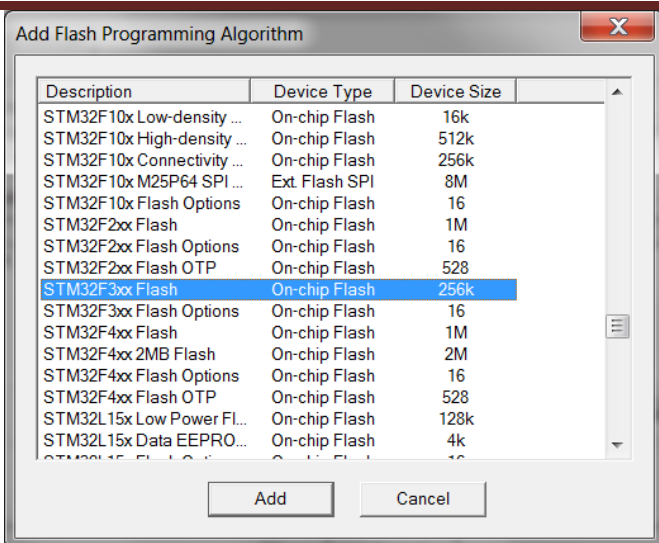 Add Flash Programming Algorithm
Description Device Type Device Size
STM32F10x Low-density ... On-chip Flash 16k
STM32F10x High-density ... On-chip Flash 512k
STM32F10x Connectivity ... On-chip Flash 256k
STM32F10x M25P64 SPI ... Ext. Flash SPI 8M
STM32F10x Flash Options On-chip Flash 16
STM32F2xx Flash On-chip Flash 1M
STM32F2xx Flash Options On-chip Flash 16
STM32F2xx Flash OTP On-chip Flash 528
STM32F3xx Flash On-chip Flash 256k
STM32F3xx Flash Options On-chip Flash 16
STM32F4xx Flash On-chip Flash 1M
STM32F4xx 2MB Flash On-chip Flash 2M
STM32F4xx Flash Options On-chip Flash 16
STM32F4xx Flash OTP On-chip Flash 528
STM32L15x Low Power Fl... On-chip Flash 128k
STM32L15x Data EEPRO... On-chip Flash 4k
Add Cancel